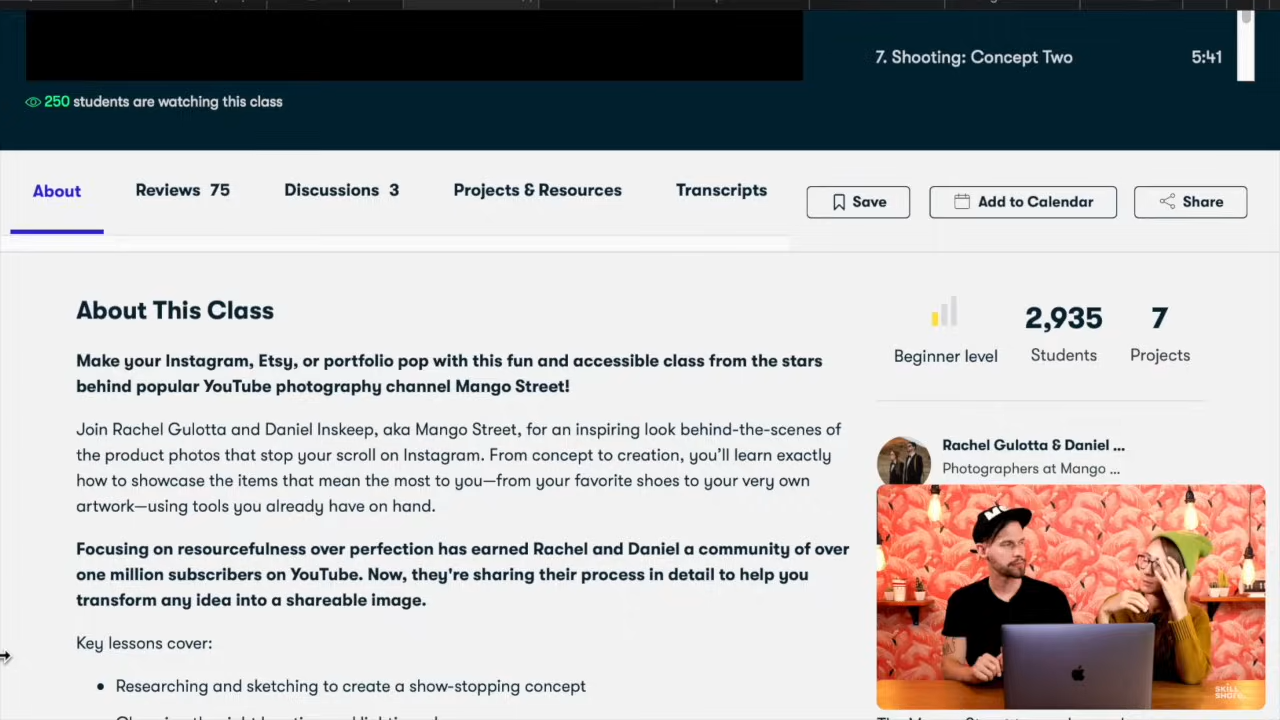 7. Shooting: Concept Two 5:41
250 students are watching this class
About Reviews 75 Discussions 3 Projects & Resources Transcripts Save Add to Calendar Share
About This Class
Make your Instagram, Etsy, or portfolio pop with this fun and accessible class from the stars
behind popular YouTube photography channel Mango Street!
Join Rachel Gulotta and Daniel Inskeep, aka Mango Street, for an inspiring look behind-the-scenes of
the product photos that stop your scroll on Instagram. From concept to creation, you’ll learn exactly
how to showcase the items that mean the most to you—from your favorite shoes to your very own
artwork—using tools you already have on hand.
Focusing on resourcefulness over perfection has earned Rachel and Daniel a community of over
one million subscribers on YouTube. Now, they're sharing their process in detail to help you
transform any idea into a shareable image.
Key lessons cover:
• Researching and sketching to create a show-stopping concept
2,935 7
Beginner level Students Projects
Rachel Gulotta & Daniel ...
Photographers at Mango ...
SKILL
SHARE.